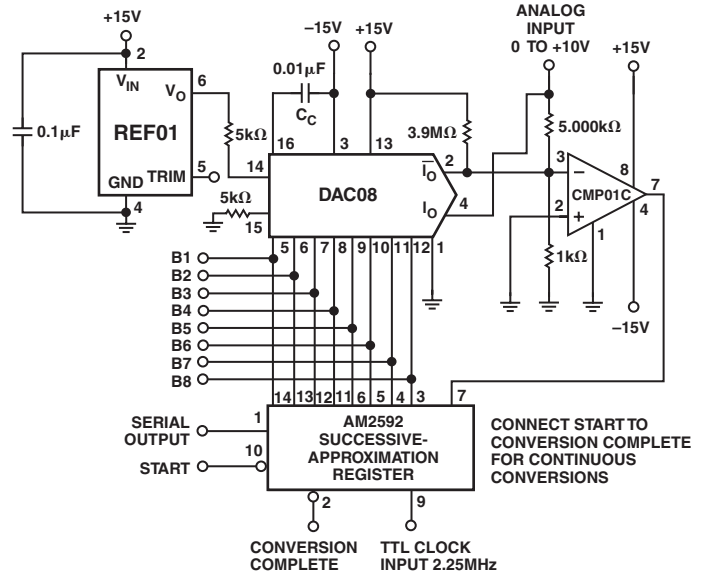 +15V
2
VIN
VO
6
REF01
0.1µF
TRIM
5
GND
4
5kΩ
5kΩ
–15V
+15V
0.01µF
CC
16
3
13
14
15
DAC08
IO
2
IO
4
3.9MΩ
ANALOG
INPUT
0 TO +10V
+15V
5.000kΩ
3
–
8
7
CMP01C
2
+
4
1
1kΩ
–15V
5
6
7
8
9
10
11
12
1
B1
B2
B3
B4
B5
B6
B7
B8
14
13
12
11
6
5
4
3
7
SERIAL
OUTPUT
1
START
10
AM2592
SUCCESSIVE-
APPROXIMATION
REGISTER
CONNECT START TO
CONVERSION COMPLETE
FOR CONTINUOUS
CONVERSIONS
2
9
CONVERSION
COMPLETE
TTL CLOCK
INPUT 2.25MHz